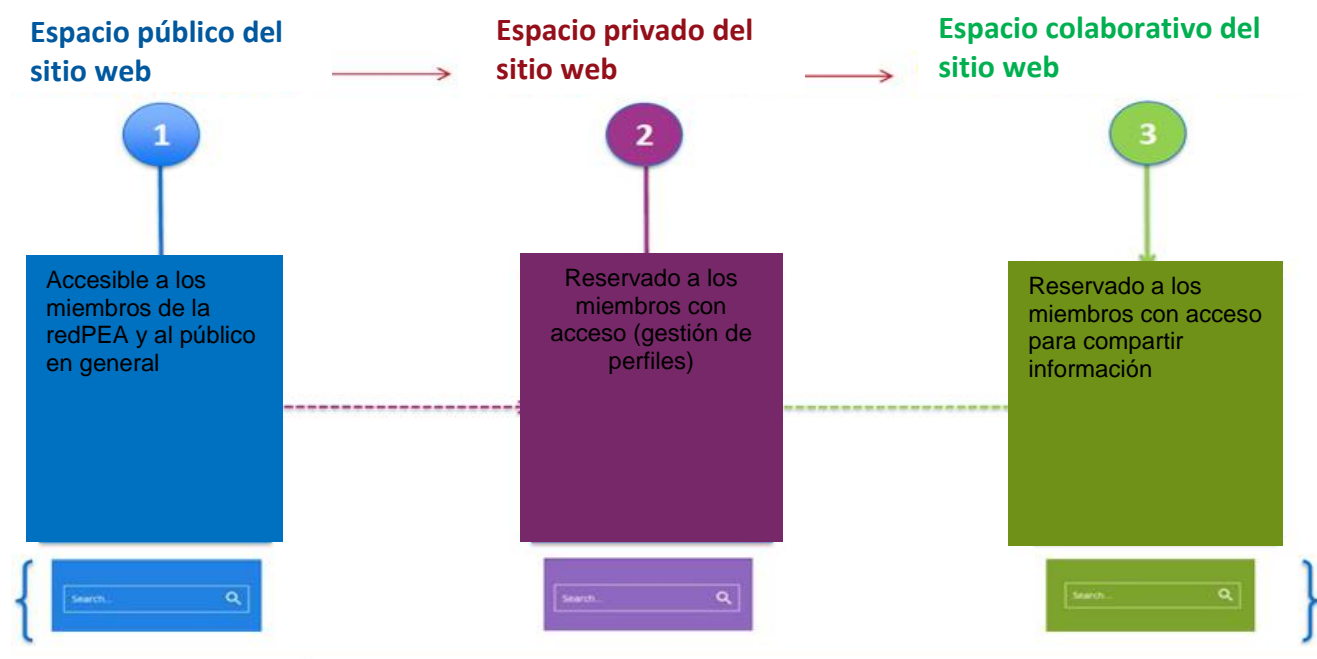 Espacio público del
sitio web
Espacio privado del
sitio web
Espacio colaborativo del
sitio web
1
2
3
Accesible a los
miembros de la
redPEA y al público
en general
Reservado a los
miembros con
acceso (gestión de
perfiles)
Reservado a los
miembros con acceso
para compartir
información
Search...
Search...
Search...